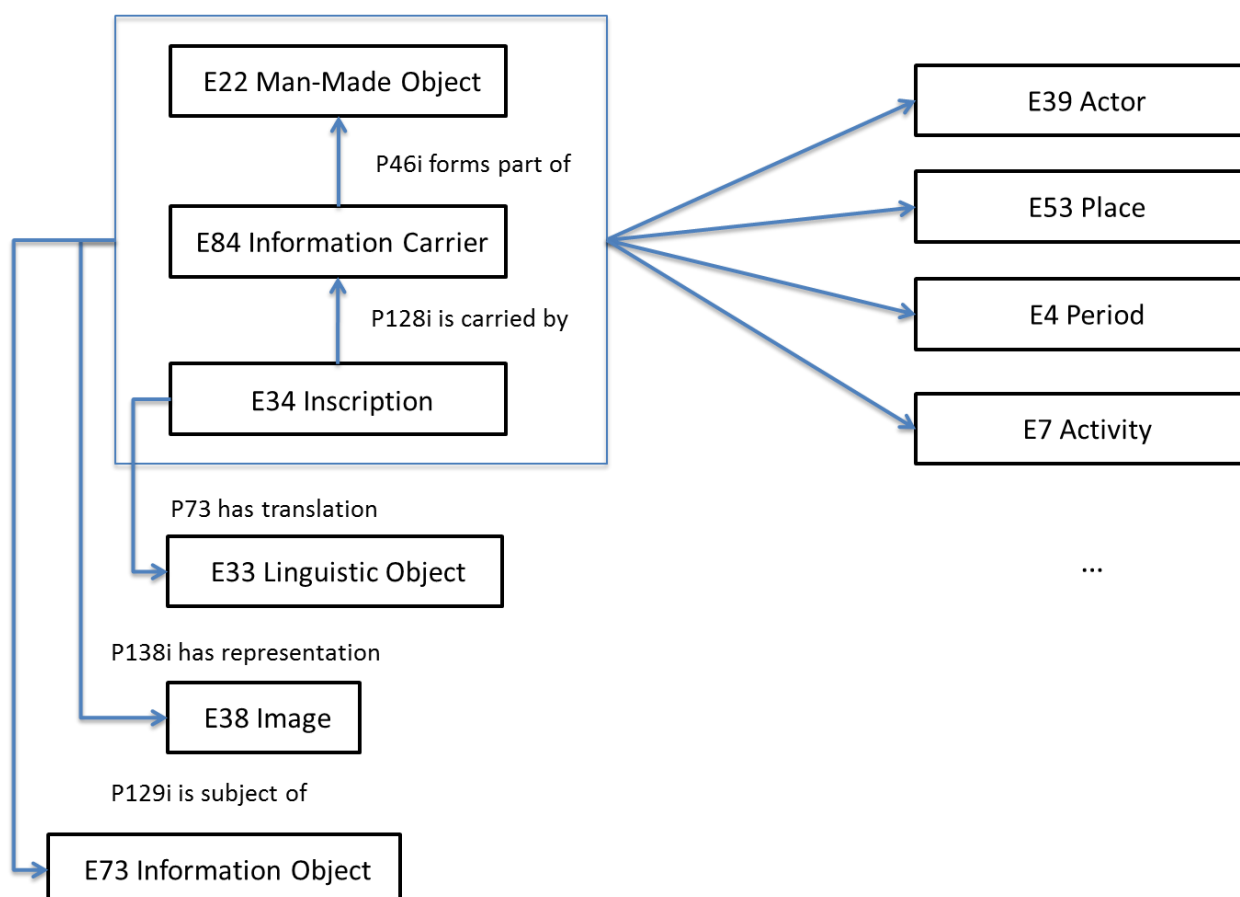 E22 Man-Made Object
P46i forms part of
E84 Information Carrier
P128i is carried by
E34 Inscription
P73 has translation
E33 Linguistic Object
P138i has representation
E38 Image
P129i is subject of
E73 Information Object
E39 Actor
E53 Place
E4 Period
E7 Activity
...